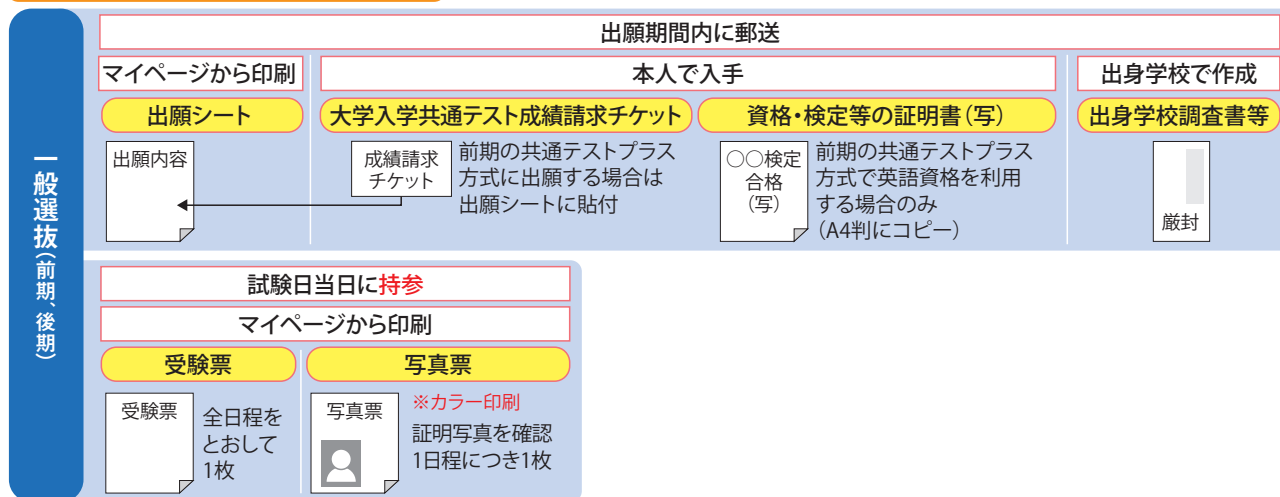 一般選抜(前期、後期)
出願期間内に郵送
マイページから印刷
本人で入手
出身学校で作成
出願シート
大学入学共通テスト成績請求チケット
資格・検定等の証明書(写)
出身学校調査書等
出願内容
成績請求
チケット
前期の共通テストプラス
方式に出願する場合は
出願シートに貼付
○○検定
合格
(写)
前期の共通テストプラス
方式で英語資格を利用
する場合のみ
(A4判にコピー)
厳封
試験日当日に持参
マイページから印刷
受験票
写真票
受験票
全日程を
とおして
1枚
写真票
※カラー印刷
証明写真を確認
1日程につき1枚